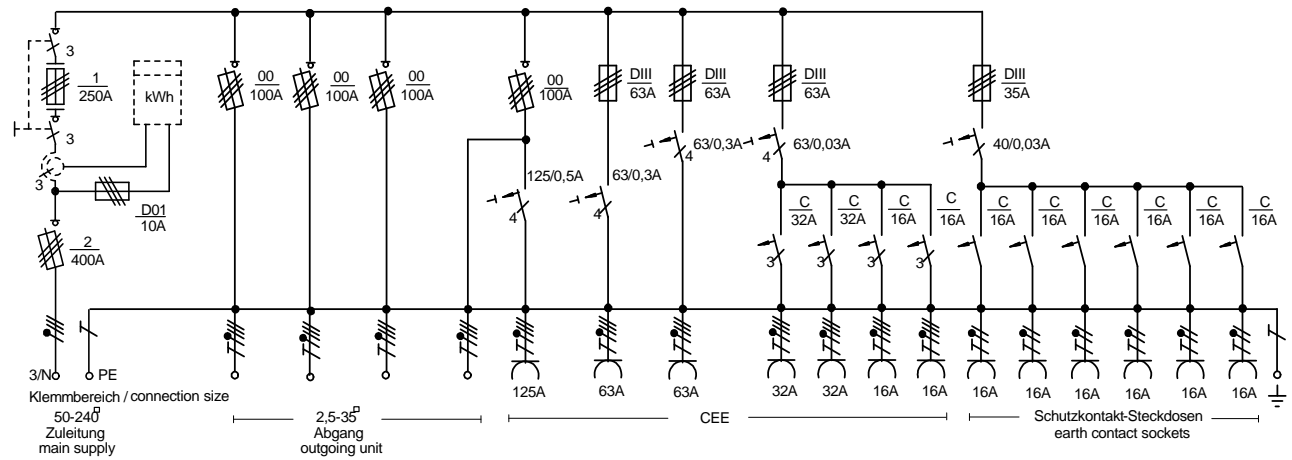 3
1
250A
kWh
3
3
D01
10A
2
400A
00
100A
00
100A
00
100A
00
100A
DIII
63A
DIII
63A
DIII
63A
DIII
35A
125/0,5A
4
63/0,3A
4
63/0,3A
4
63/0,03A
4
40/0,03A
C
32A
C
32A
C
16A
C
16A
C
16A
C
16A
C
16A
C
16A
C
16A
C
16A
3
3
3
3
3/N
PE
125A
63A
63A
32A
32A
16A
16A
16A
16A
16A
16A
16A
16A
Klemmbereich / connection size
50-240
Zuleitung
main supply
2,5-35
Abgang
outgoing unit
CEE
Schutzkontakt-Steckdosen
earth contact sockets